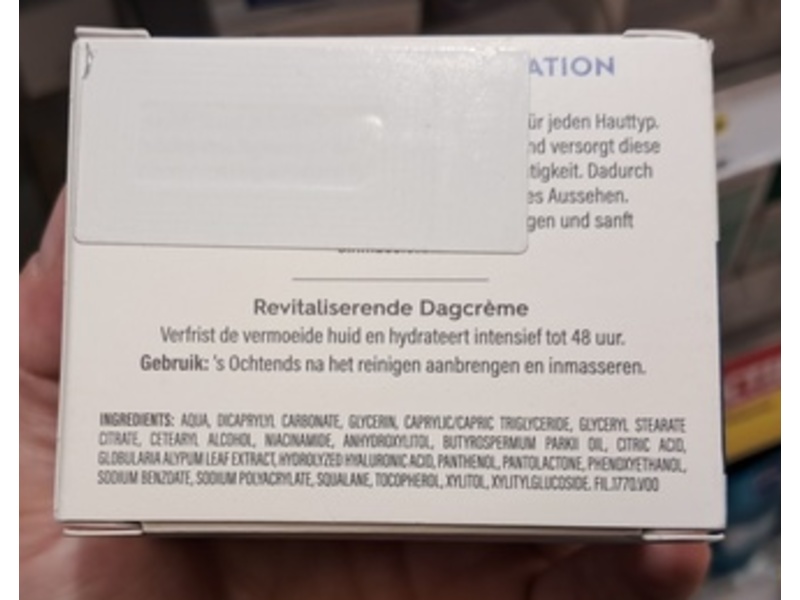 ATION
ür jeden Hauttyp.
nd versorgt diese
tigkeit. Dadurch
es Aussehen.
gen und sanft
Revitaliserende Dagcrème
Verfrist de vermoeide huid en hydrateert intensief tot 48 uur.
Gebruik: 's Ochtends na het reinigen aanbrengen en inmasseren.
INGREDIENTS: AQUA, DICAPRYLYL CARBONATE, GLYCERIN, CAPRYLIC/CAPRIC TRIGLYCERIDE, GLYCERYL STEARATE
CITRATE, CETEARYL ALCOHOL, NIACINAMIDE, ANHYDROXYLITOL, BUTYROSPERMUM PARKII OIL, CITRIC ACID,
GLOBULARIA ALYPUM LEAF EXTRACT, HYDROLYZED HYALURONIC ACID, PANTHENOL, PANTOLACTONE, PHENOXYETHANOL,
SODIUM BENZOATE, SODIUM POLYACRYLATE, SQUALANE, TOCOPHEROL, XYLITOL, XYLITYLGLUCOSIDE. FIL.1770.V00